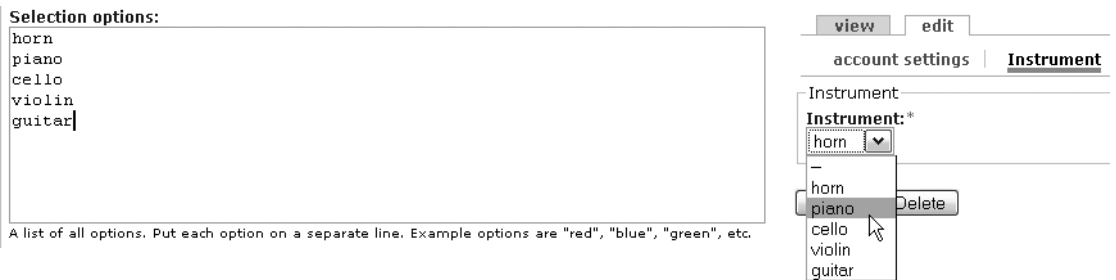 Selection options:
horn
piano
cello
violin
guitar
A list of all options. Put each option on a separate line. Example options are "red", "blue", "green", etc.
view edit
account settings Instrument
Instrument
Instrument:*
horn
–
horn
piano
Delete
cello
violin
guitar